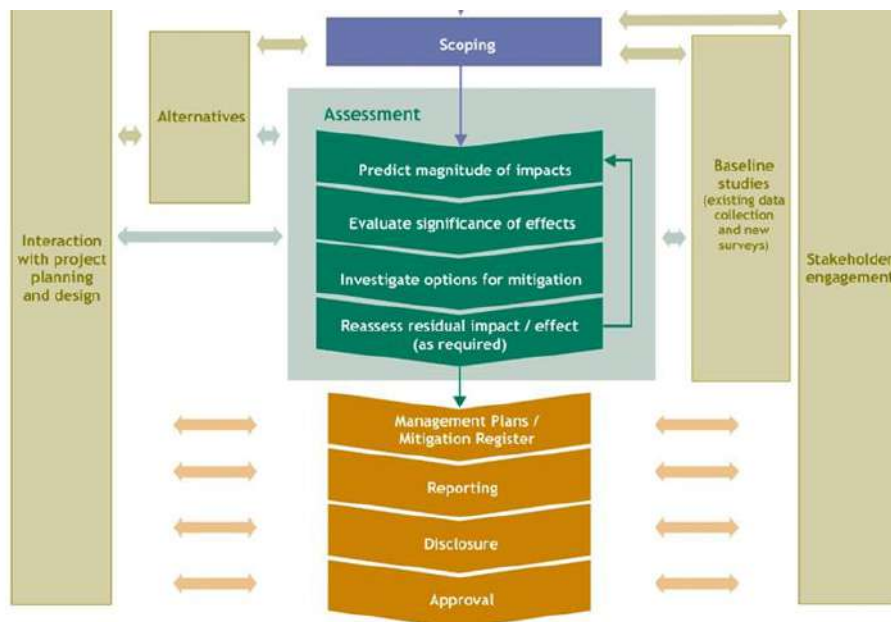 Scoping
Alternatives
Assessment
Predict magnitude of impacts
Evaluate significance of effects
Investigate options for mitigation
Reassess residual impact / effect
(as required)
Baseline
studies
(existing data
collection
and new
surveys)
Interaction
with project
planning
and design
Stakeholder
engagement
Management Plans /
Mitigation Register
Reporting
Disclosure
Approval